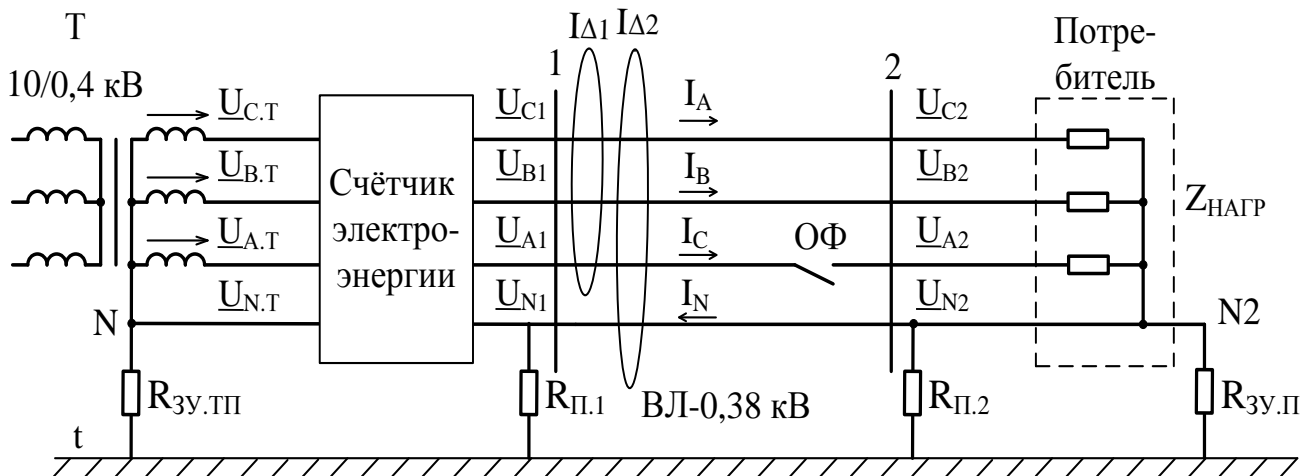 T
10/0,4 кВ
U_C.T
U_B.T
U_A.T
U_N.T
N
R_ЗУ.ТП
t
Счётчик
электро-
энергии
U_C1
U_B1
U_A1
U_N1
1
I_Δ1
I_Δ2
I_A
I_B
I_C
I_N
ОФ
R_П.1
ВЛ-0,38 кВ
2
U_C2
U_B2
U_A2
U_N2
R_П.2
Потре-
битель
Z_НАГР
N2
R_ЗУ.П